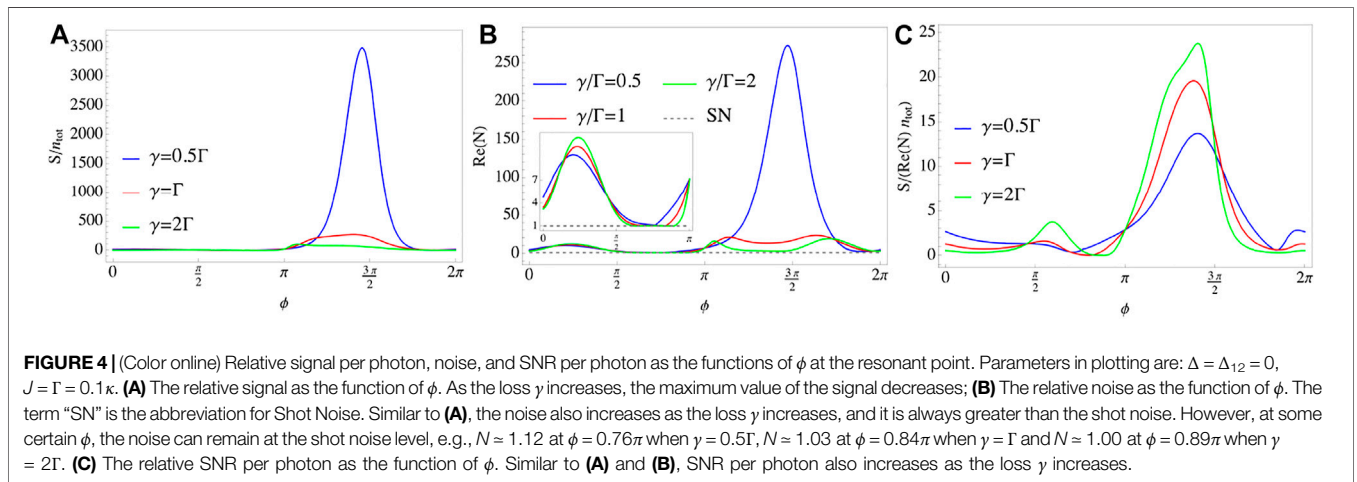 A
3500
3000
2500
2000
1500
1000
500
0
S/n_tot
γ=0.5Γ
γ=Γ
γ=2Γ
0
π/2
π
3π/2
2π
ϕ
B
250
200
150
100
50
0
Re(N)
γ/Γ=0.5
γ/Γ=2
γ/Γ=1
SN
7
4
1
0
π/2
π
0
π/2
π
3π/2
2π
ϕ
C
25
20
15
10
5
0
S/(Re(N) n_tot)
γ=0.5Γ
γ=Γ
γ=2Γ
0
π/2
π
3π/2
2π
ϕ
FIGURE 4 | (Color online) Relative signal per photon, noise, and SNR per photon as the functions of ϕ at the resonant point. Parameters in plotting are: Δ = Δ₁₂ = 0,
J = Γ = 0.1κ. (A) The relative signal as the function of ϕ. As the loss γ increases, the maximum value of the signal decreases; (B) The relative noise as the function of ϕ. The
term “SN” is the abbreviation for Shot Noise. Similar to (A), the noise also increases as the loss γ increases, and it is always greater than the shot noise. However, at some
certain ϕ, the noise can remain at the shot noise level, e.g., N ≃ 1.12 at ϕ = 0.76π when γ = 0.5Γ, N ≃ 1.03 at ϕ = 0.84π when γ = Γ and N ≃ 1.00 at ϕ = 0.89π when γ
= 2Γ. (C) The relative SNR per photon as the function of ϕ. Similar to (A) and (B), SNR per photon also increases as the loss γ increases.